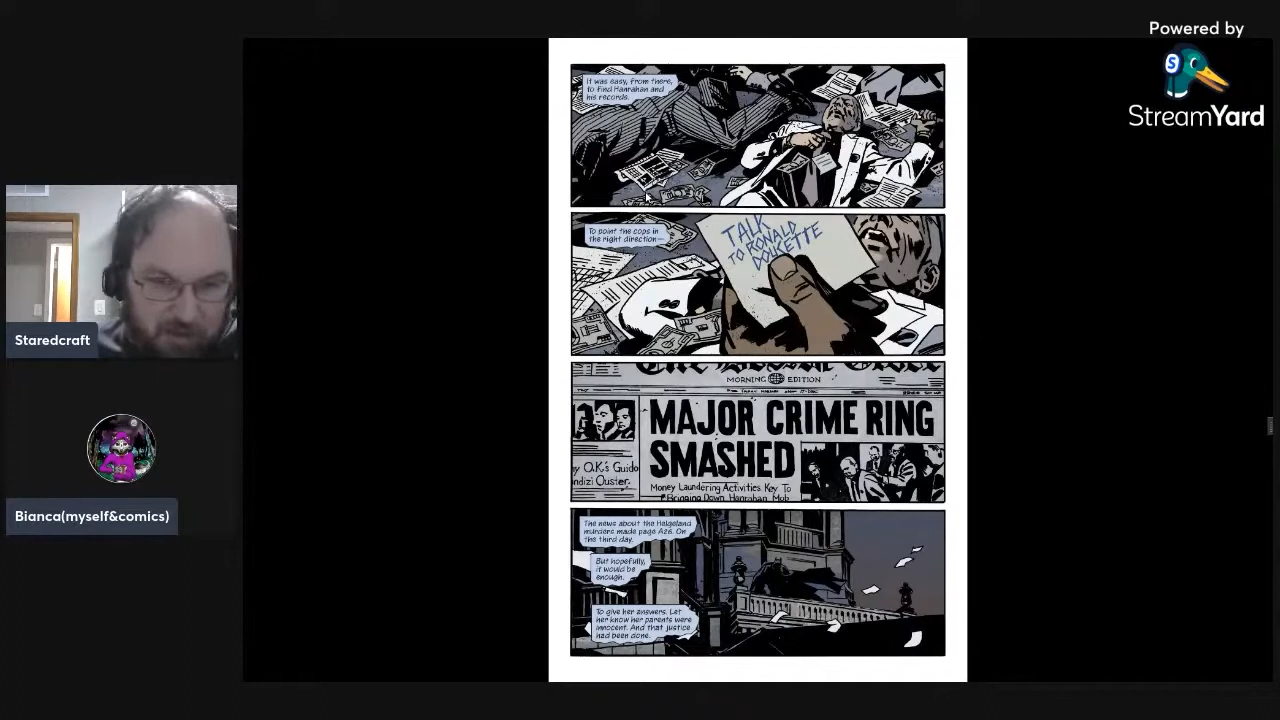 Powered by
StreamYard
Staredcraft
Bianca(myself&comics)
It was easy, from there,
to find Hanrahan and
his records.
To point the cops in
the right direction—
TALK
TO RONALD
DOUCETTE
MORNING EDITION
MAJOR CRIME RING
SMASHED
y O.K.'s Guido
ndizi Ouster
Money Laundering Activities Key To
Bringing Down Hanrahan Mob
The news about the Helgeland
murders made page A26. On
the third day.
But hopefully,
it would be
enough.
To give her answers. Let
her know her parents were
innocent. And that justice
had been done.